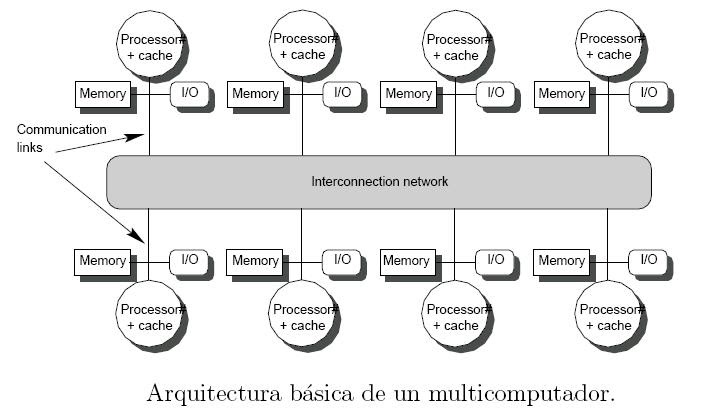 Processor#
+ cache
Processor#
+ cache
Processor#
+ cache
Processor#
+ cache
Memory
I/O
Memory
I/O
Memory
I/O
Memory
I/O
Communication
links
Interconnection network
Memory
I/O
Memory
I/O
Memory
I/O
Memory
I/O
Processor#
+ cache
Processor#
+ cache
Processor#
+ cache
Processor#
+ cache
Arquitectura básica de un multicomputador.